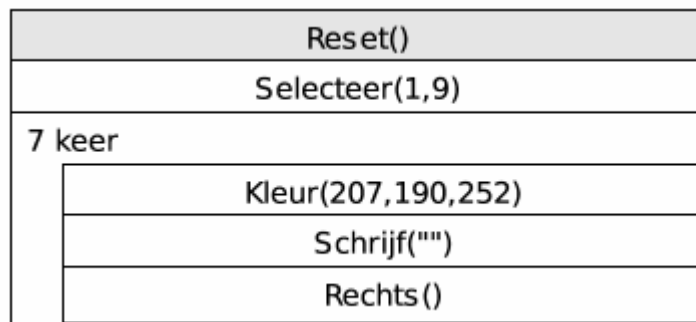 Reset()
Selecteer(1,9)
7 keer
Kleur(207,190,252)
Schrijf("")
Rechts()